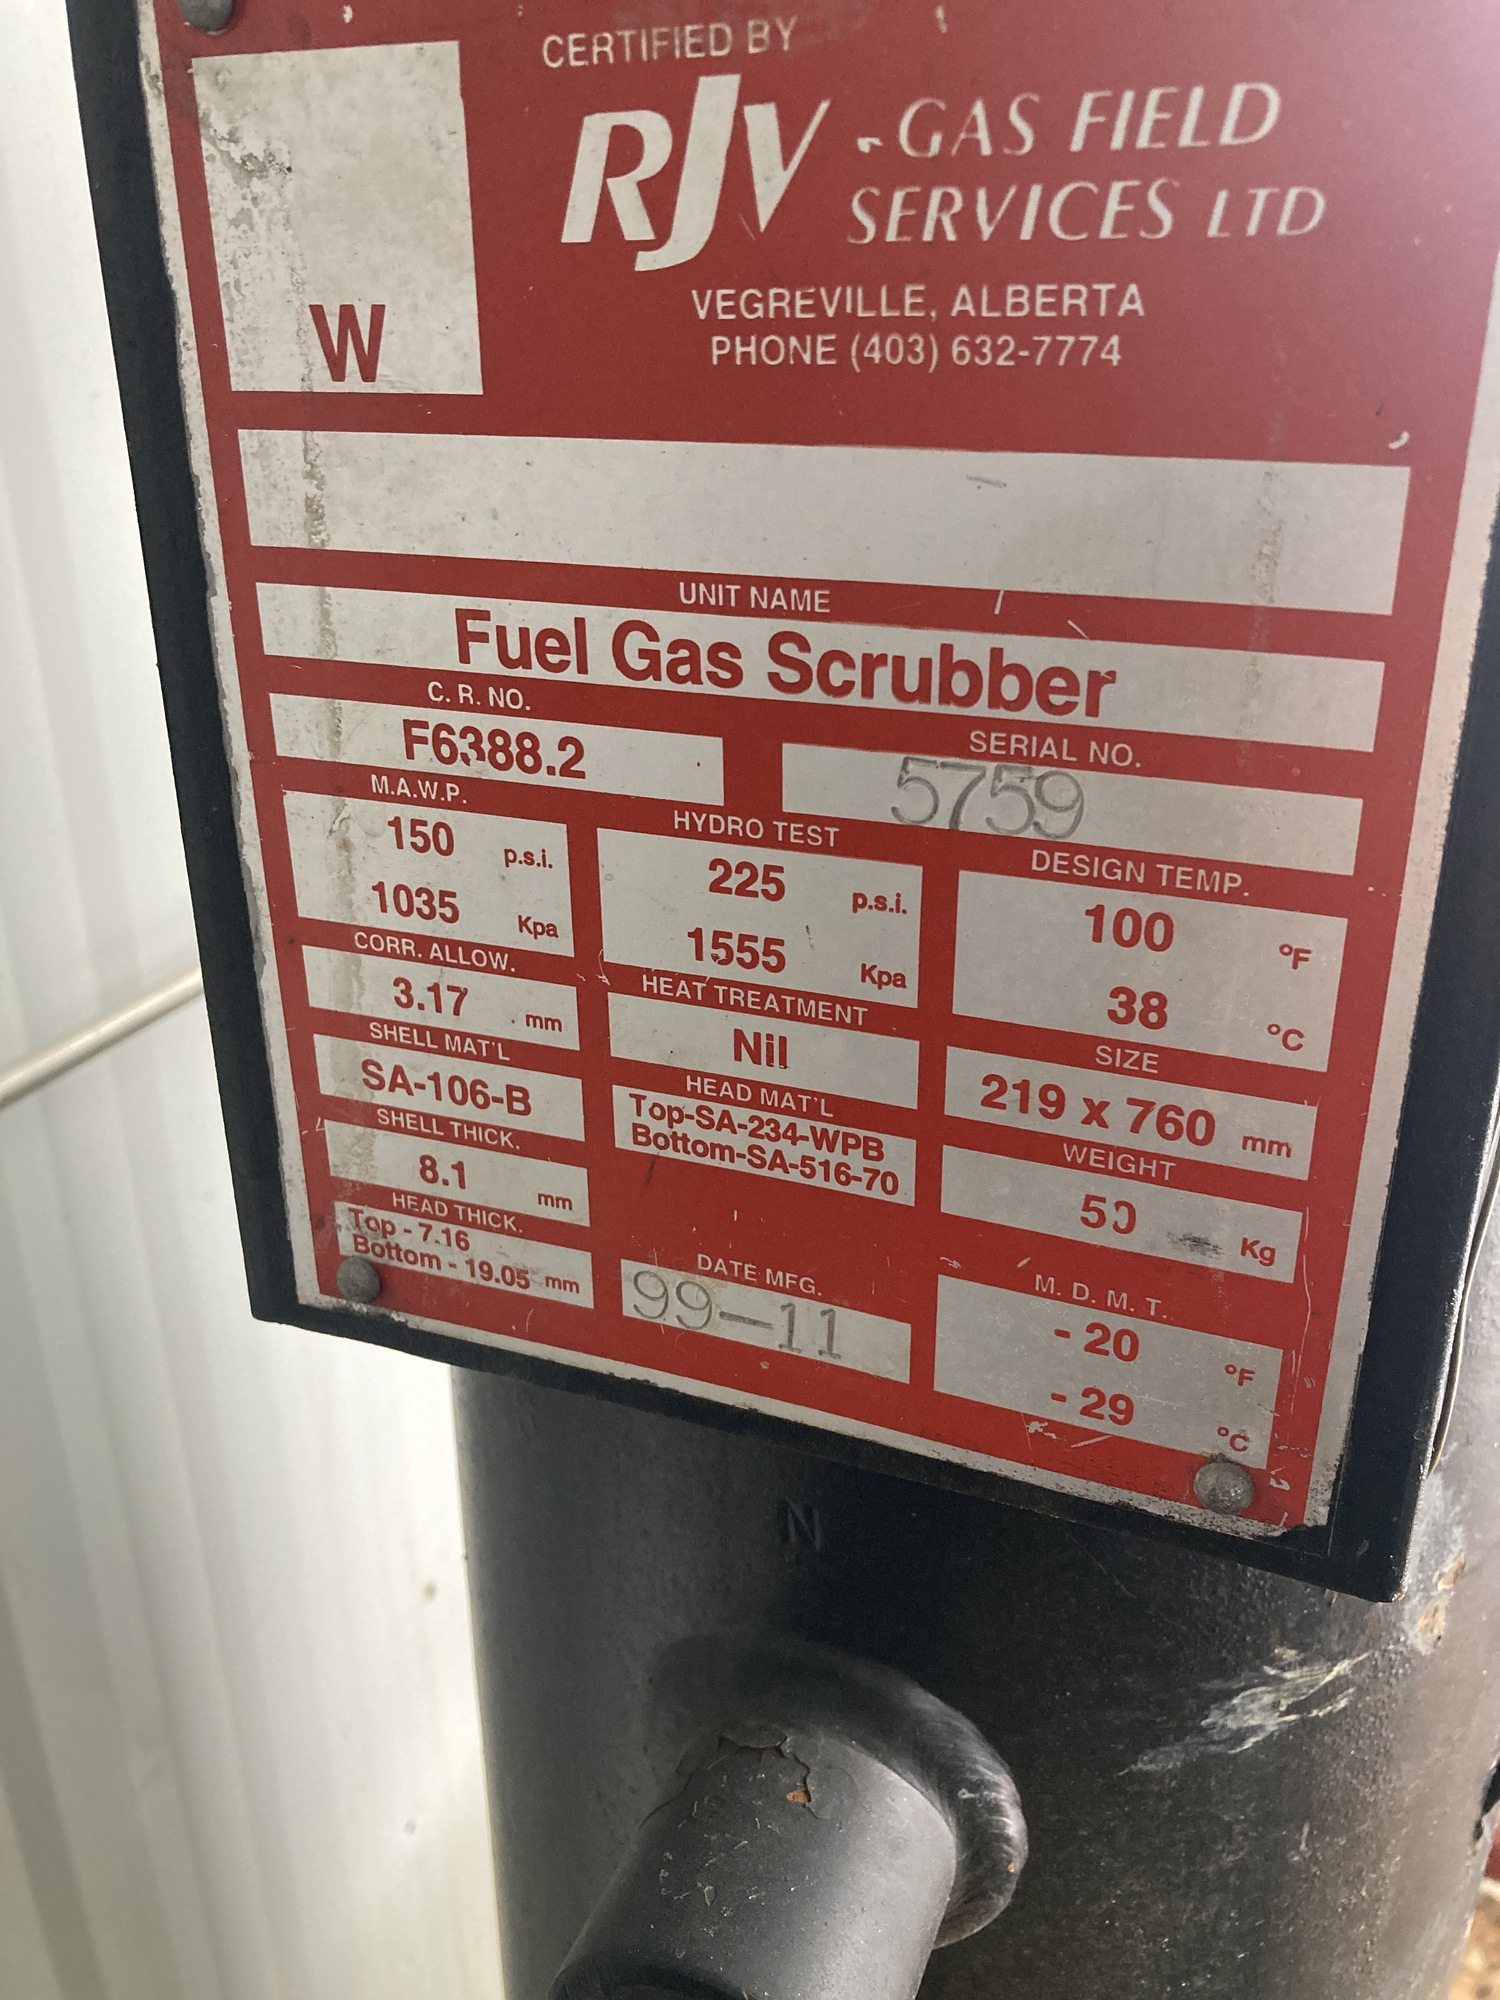 CERTIFIED BY
RJV - GAS FIELD
SERVICES LTD
VEGREVILLE, ALBERTA
PHONE (403) 632-7774
W
UNIT NAME
Fuel Gas Scrubber
C. R. NO.
F6388.2
SERIAL NO.
5759
M.A.W.P.
150 p.s.i.
1035 Kpa
HYDRO TEST
225 p.s.i.
1555 Kpa
DESIGN TEMP.
100 °F
38 °C
CORR. ALLOW.
3.17 mm
HEAT TREATMENT
Nil
SIZE
219 x 760 mm
SHELL MAT'L
SA-106-B
HEAD MAT'L
Top-SA-234-WPB
Bottom-SA-516-70
WEIGHT
50 Kg
SHELL THICK.
8.1 mm
HEAD THICK.
Top - 7.16
Bottom - 19.05 mm
DATE MFG.
99-11
M. D. M. T.
- 20 °F
- 29 °C
N